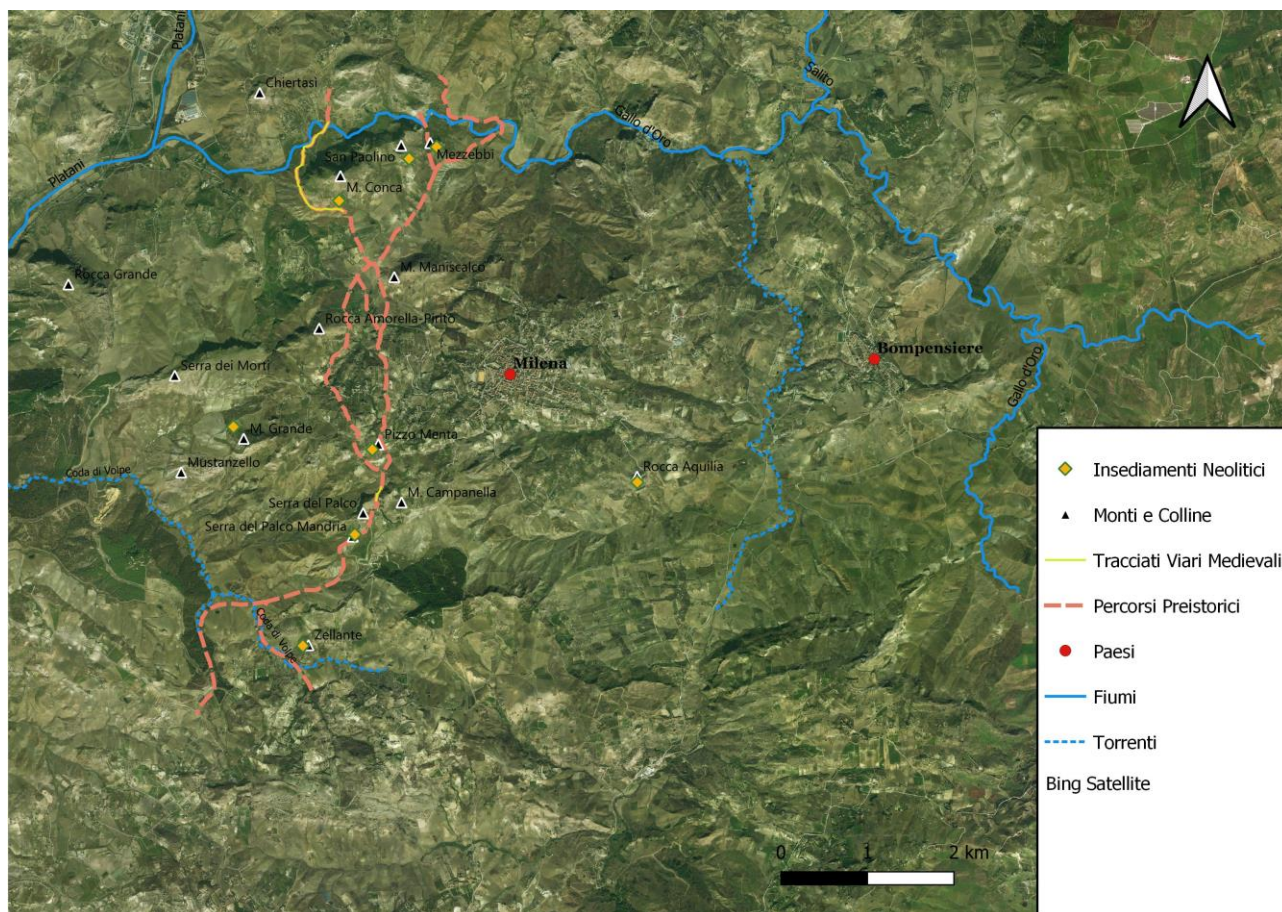 Platani
Chiertasi
Salito
Gallo d'Oro
San Paolino
Mezzebbi
Platani
M. Conca
M. Maniscalco
Rocca Grande
Rocca Amorella-Pirito
Bompensiere
Milena
Gallo d'Oro
Serra dei Morti
M. Grande
Pizzo Menta
Mustanzello
Coda di Volpe
Rocca Aquilia
M. Campanella
Serra del Palco
Serra del Palco Mandria
Coda di Volpe
Zellante
Insediamenti Neolitici
Monti e Colline
Tracciati Viari Medievali
Percorsi Preistorici
Paesi
Fiumi
Torrenti
Bing Satellite
0 1 2 km